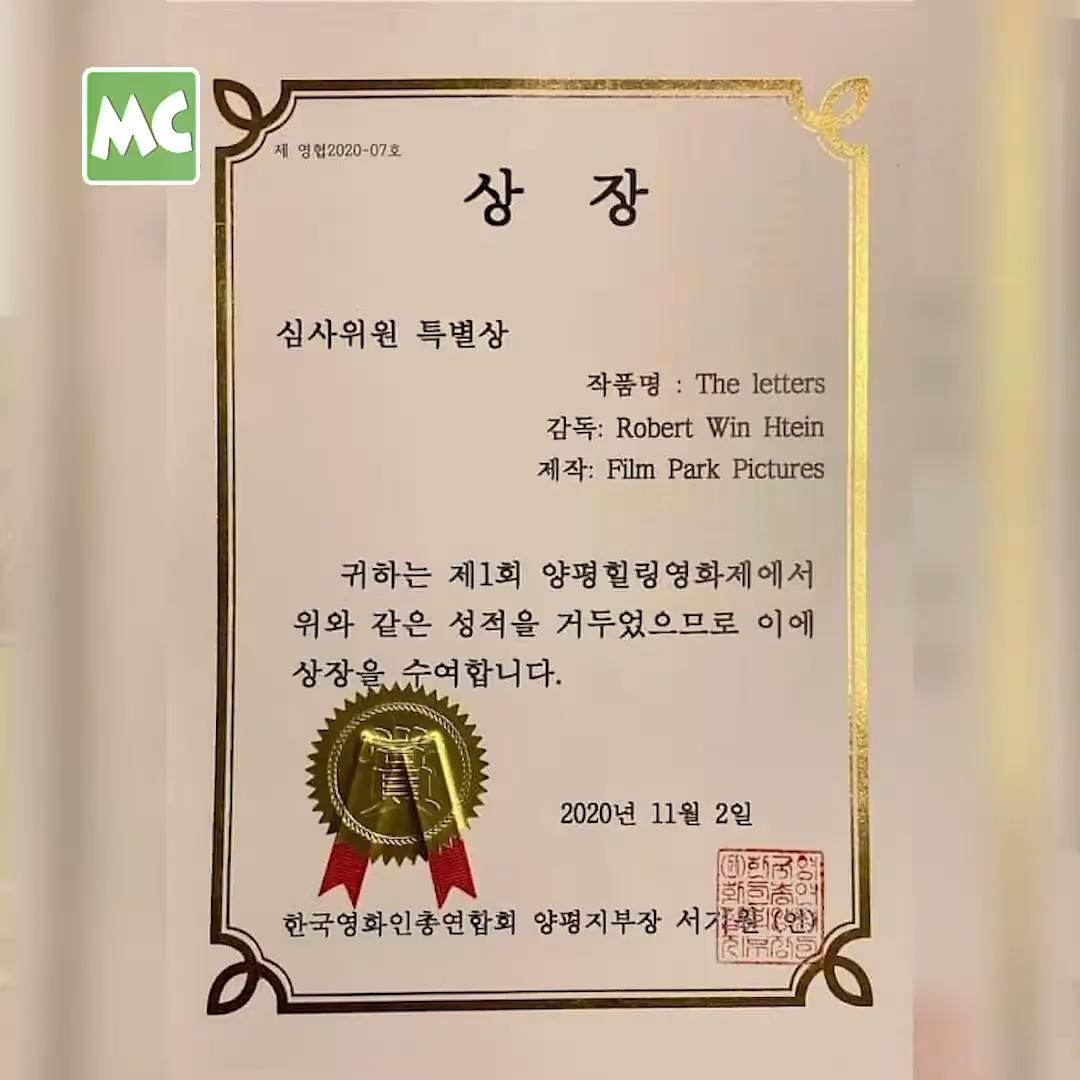 MC
제 영협2020-07호
상 장
심사위원 특별상
작품명 : The letters
감독: Robert Win Htein
제작: Film Park Pictures
귀하는 제1회 양평힐링영화제에서
위와 같은 성적을 거두었으므로 이에
상장을 수여합니다.
賞
2020년 11월 2일
한국영화인총연합회 양평지부장 서기원 (인)